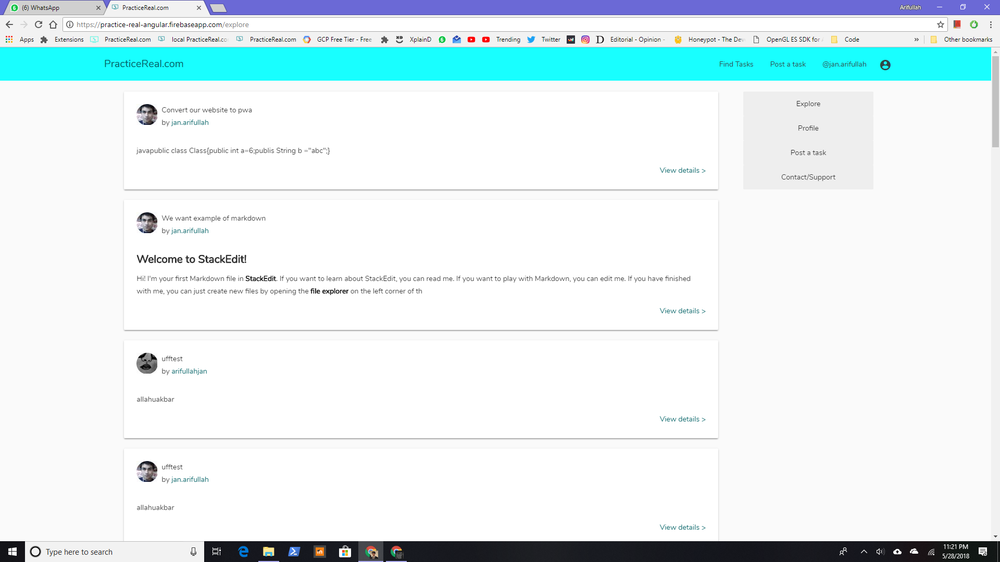 (6) WhatsApp
PracticeReal.com
Arifullah
https://practice-real-angular.firebaseapp.com/explore
Apps Extensions PracticeReal.com local PracticeReal.co PracticeReal.com GCP Free Tier - Free XplainD Trending Twitter Editorial - Opinion - Honeypot - The Dev OpenGL ES SDK for Code » Other bookmarks
PracticeReal.com
Find Tasks Post a task @jan.arifullah
Convert our website to pwa
by jan.arifullah
javapublic class Class{public int a=6;publis String b ="abc";}
View details >
Explore
Profile
Post a task
Contact/Support
We want example of markdown
by jan.arifullah
Welcome to StackEdit!
Hi! I'm your first Markdown file in StackEdit. If you want to learn about StackEdit, you can read me. If you want to play with Markdown, you can edit me. If you have finished
with me, you can just create new files by opening the file explorer on the left corner of th
View details >
ufftest
by arifullahjan
allahuakbar
View details >
ufftest
by jan.arifullah
allahuakbar
View details >
Type here to search
11:21 PM
5/28/2018